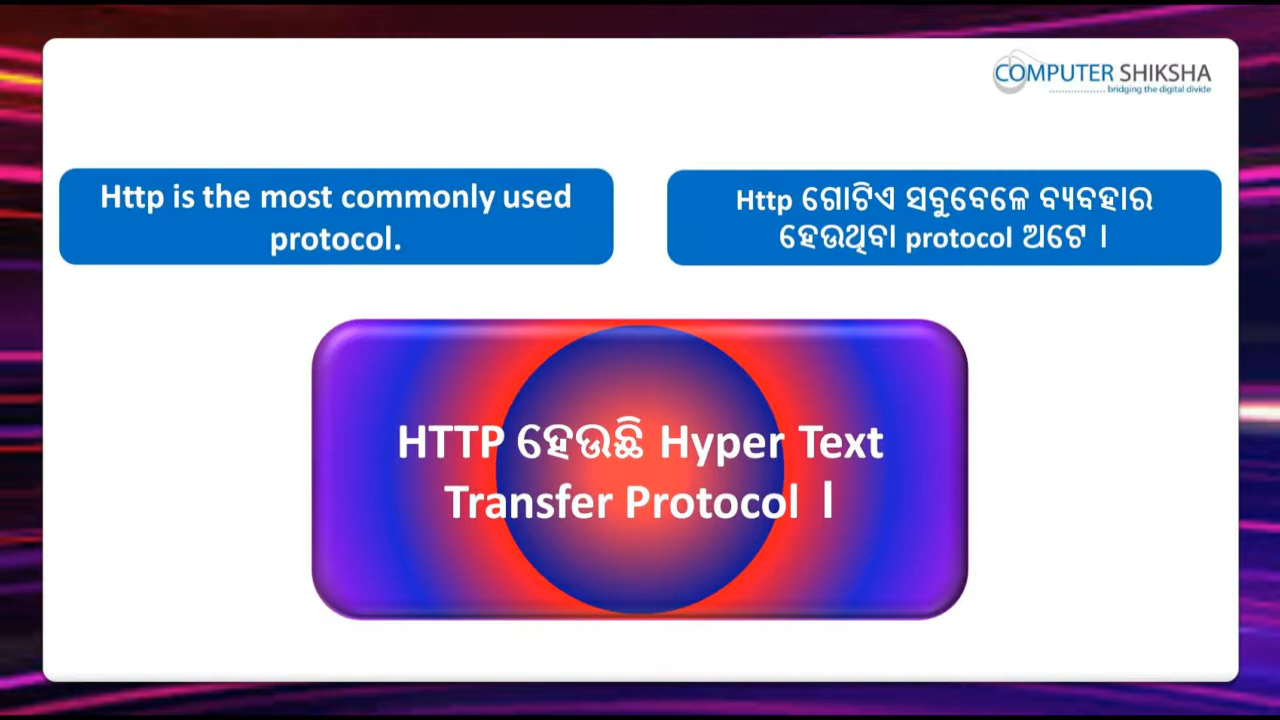 COMPUTER SHIKSHA
bridging the digital divide
Http is the most commonly used
protocol.
Http ଗୋଟିଏ ସବୁବେଳେ ବ୍ୟବହାର
ହେଉଥିବା protocol ଅଟେ ।
HTTP ହେଉଛି Hyper Text
Transfer Protocol ।